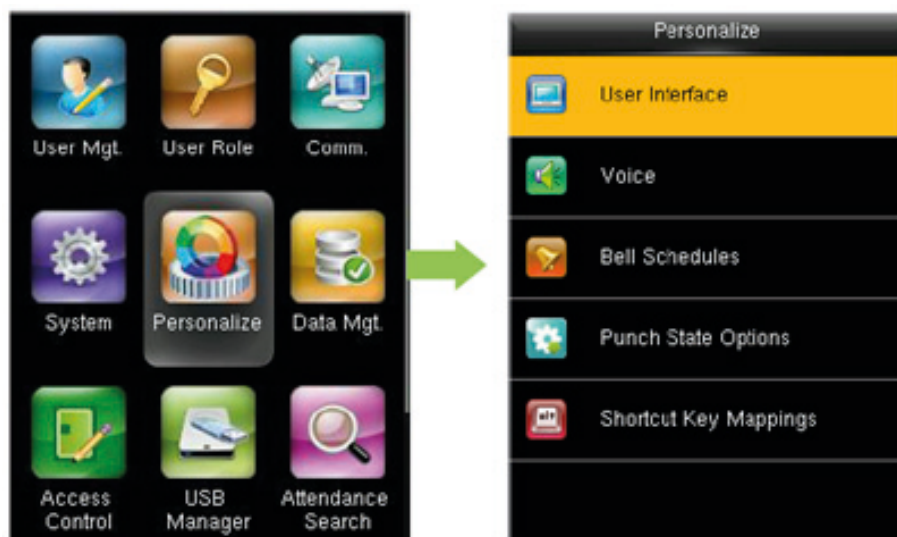 User Mgt.
User Role
Comm.
System
Personalize
Data Mgt.
Access
Control
USB
Manager
Attendance
Search
Personalize
User Interface
Voice
Bell Schedules
Punch State Options
Shortcut Key Mappings